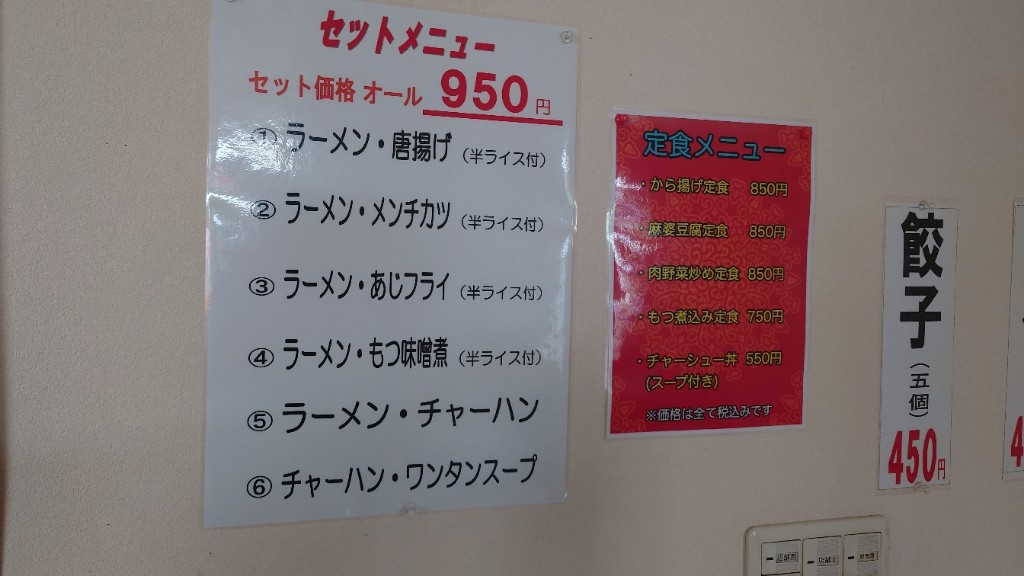 セットメニュー
セット価格 オール 950円
① ラーメン・唐揚げ (半ライス付)
② ラーメン・メンチカツ (半ライス付)
③ ラーメン・あじフライ (半ライス付)
④ ラーメン・もつ味噌煮 (半ライス付)
⑤ ラーメン・チャーハン
⑥ チャーハン・ワンタンスープ
定食メニュー
・から揚げ定食 850円
・麻婆豆腐定食 850円
・肉野菜炒め定食 850円
・もつ煮込み定食 750円
・チャーシュー丼 550円
(スープ付き)
※価格は全て税込みです
餃子(五個)
450円
4